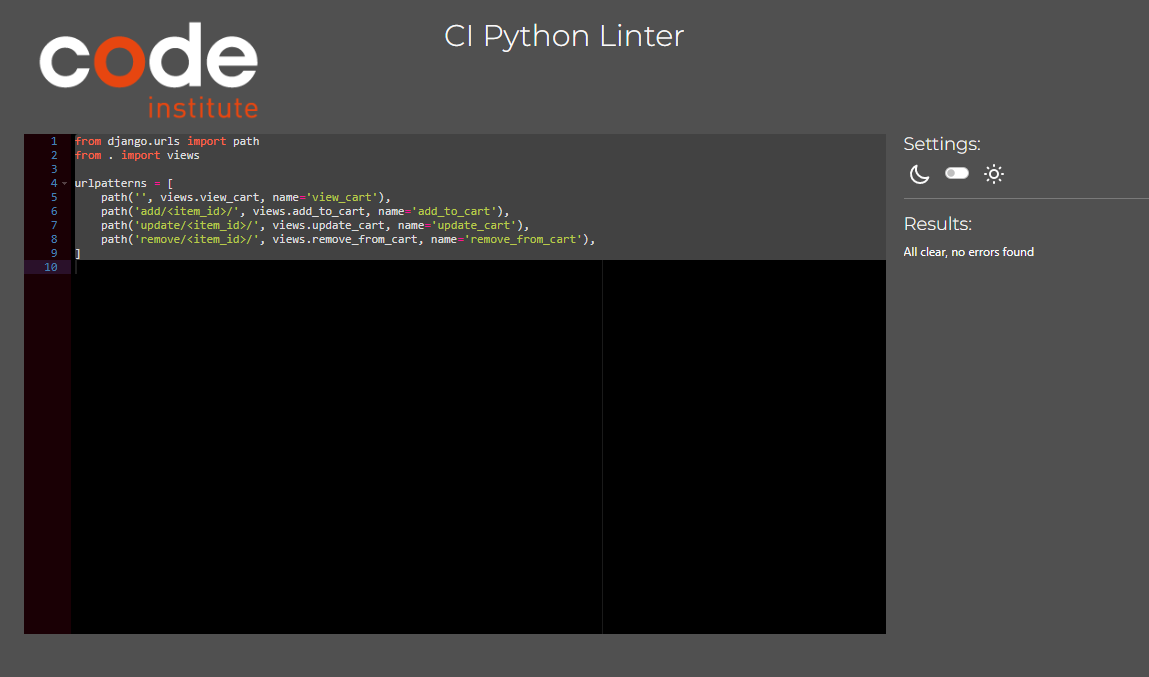 code
institute
CI Python Linter
1 from django.urls import path
2 from . import views
3
4 urlpatterns = [
5     path('', views.view_cart, name='view_cart'),
6     path('add/<item_id>/', views.add_to_cart, name='add_to_cart'),
7     path('update/<item_id>/', views.update_cart, name='update_cart'),
8     path('remove/<item_id>/', views.remove_from_cart, name='remove_from_cart'),
9 ]
10
Settings:
Results:
All clear, no errors found